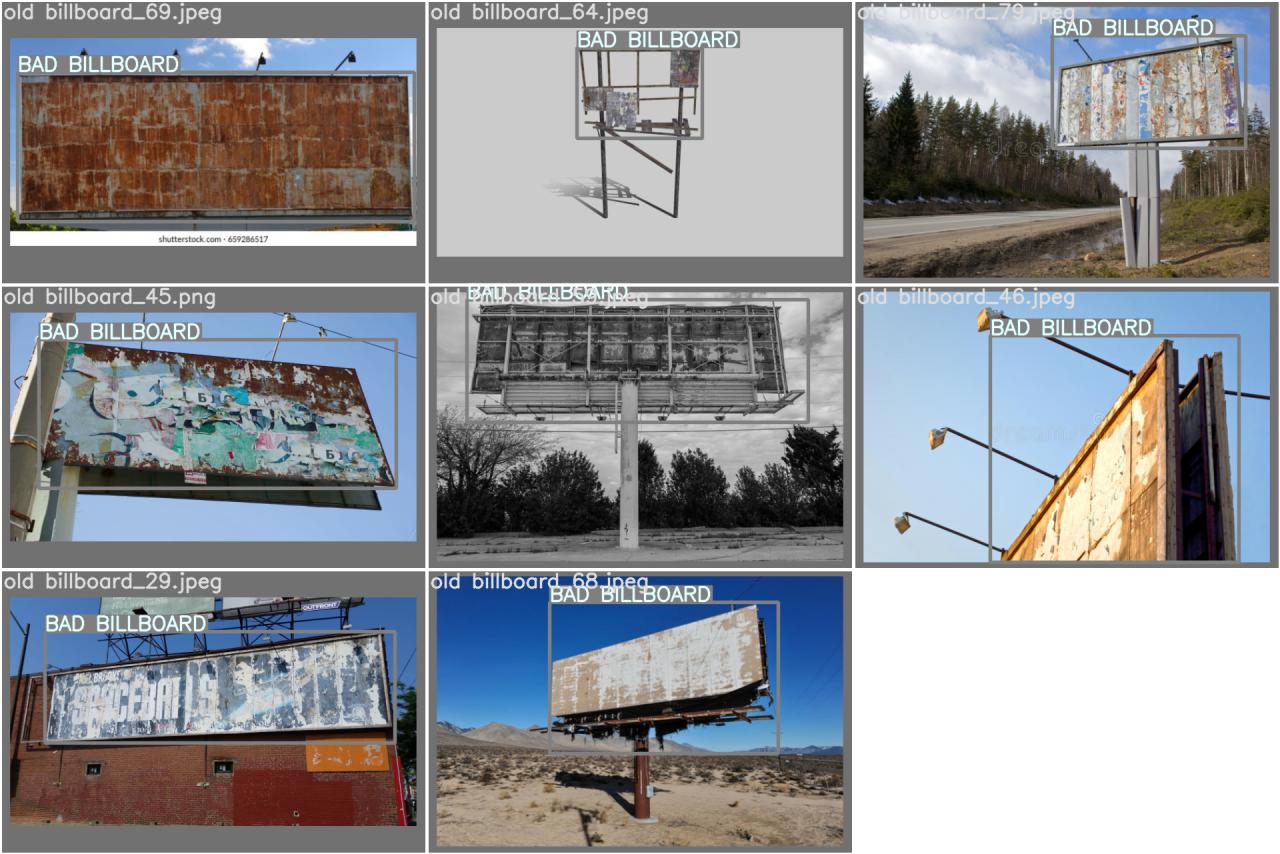 old billboard_69.jpeg
BAD BILLBOARD
shutterstock.com · 659286517
old billboard_64.jpeg
BAD BILLBOARD
old billboard_79.jpeg
BAD BILLBOARD
old billboard_45.png
BAD BILLBOARD
BAD BILLBOARD
old billboard_46.jpeg
BAD BILLBOARD
old billboard_29.jpeg
BAD BILLBOARD
OUTFRONT
SPACEBALLS
old billboard_68.jpeg
BAD BILLBOARD